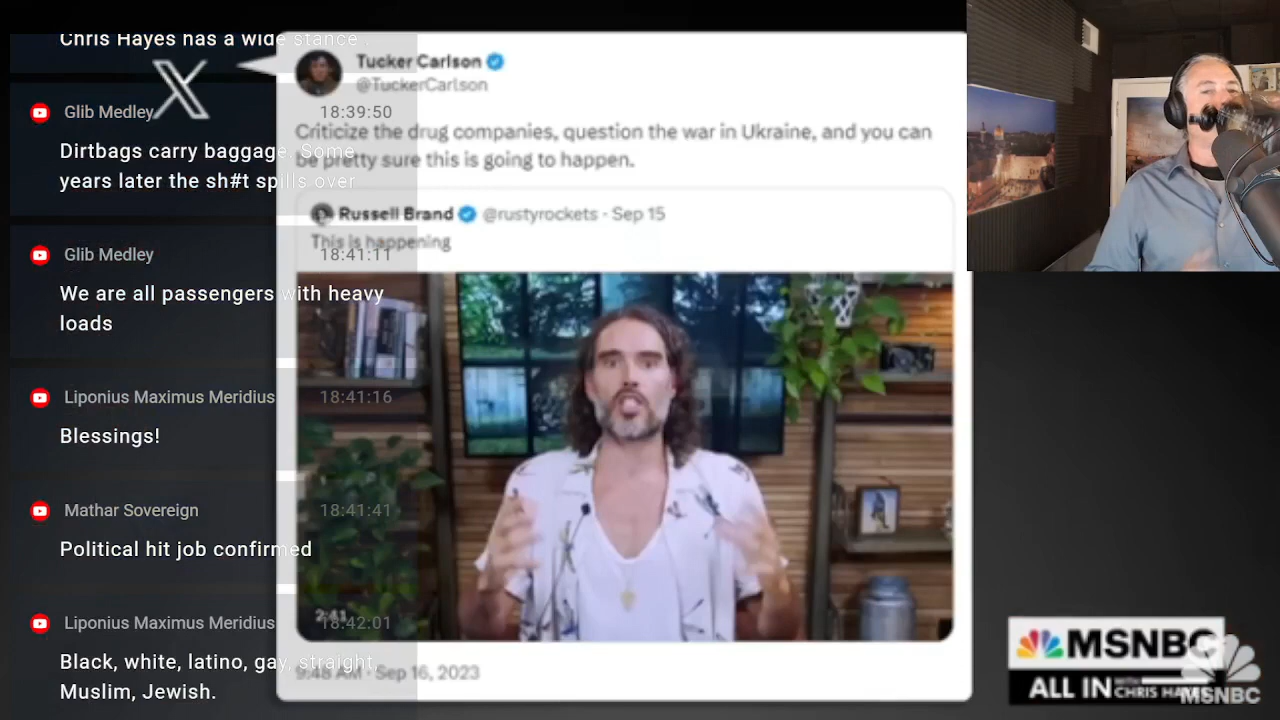 Chris Hayes has a wide stance..
Glib Medley
18:39:50
Dirtbags carry baggage. Some
years later the sh#t spills over
Glib Medley
18:41:11
We are all passengers with heavy
loads
Liponius Maximus Meridius
18:41:16
Blessings!
Mathar Sovereign
18:41:41
Political hit job confirmed
Liponius Maximus Meridius
18:42:01
Black, white, latino, gay, straight,
Muslim, Jewish.
X
Tucker Carlson
@TuckerCarlson
Criticize the drug companies, question the war in Ukraine, and you can
be pretty sure this is going to happen.
Russell Brand @rustyrockets · Sep 15
This is happening
2:41
9:48 AM · Sep 16, 2023
MSNBC
ALL IN WITH CHRIS HAYES
MSNBC